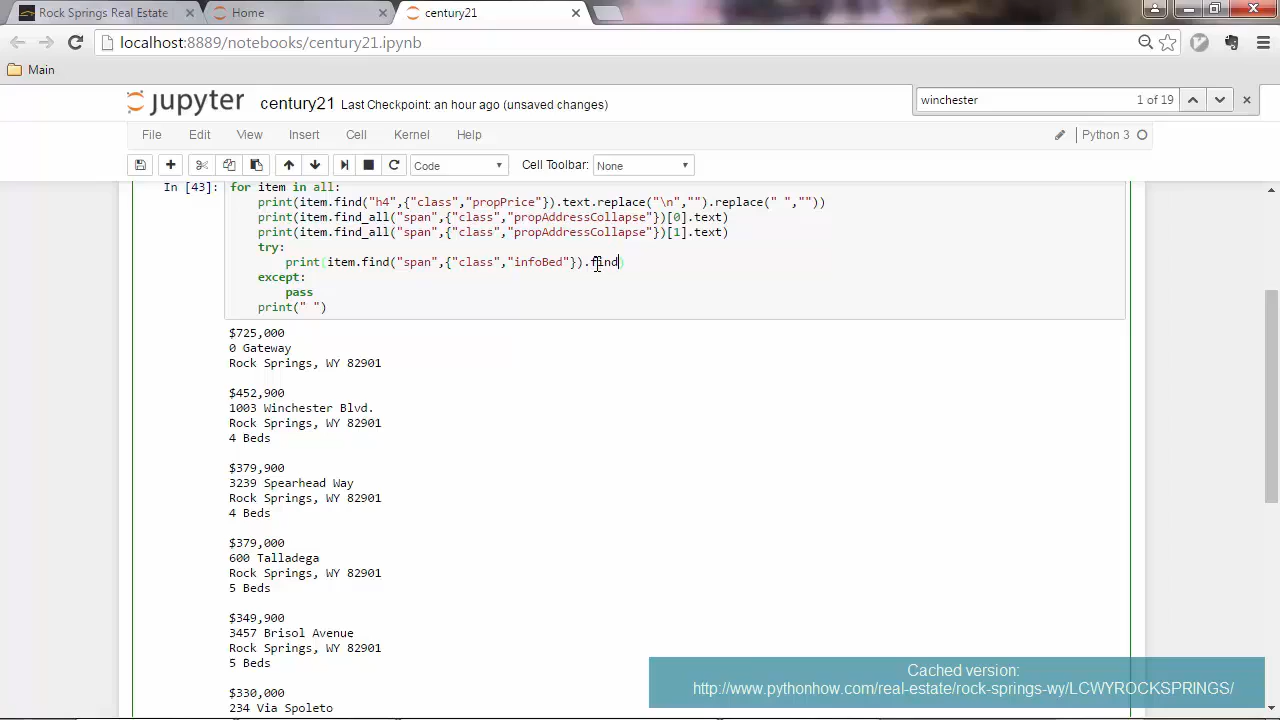 Rock Springs Real Estate
Home
century21
localhost:8889/notebooks/century21.ipynb
Main
jupyter century21 Last Checkpoint: an hour ago (unsaved changes)
winchester 1 of 19
File Edit View Insert Cell Kernel Help
Python 3
Code Cell Toolbar: None
In [43]: for item in all:
print(item.find("h4",{"class","propPrice"}).text.replace("\n","").replace(" ",""))
print(item.find_all("span",{"class","propAddressCollapse"})[0].text)
print(item.find_all("span",{"class","propAddressCollapse"})[1].text)
try:
print(item.find("span",{"class","infoBed"}).find)
except:
pass
print(" ")
$725,000
0 Gateway
Rock Springs, WY 82901
$452,900
1003 Winchester Blvd.
Rock Springs, WY 82901
4 Beds
$379,900
3239 Spearhead Way
Rock Springs, WY 82901
4 Beds
$379,000
600 Talladega
Rock Springs, WY 82901
5 Beds
$349,900
3457 Brisol Avenue
Rock Springs, WY 82901
5 Beds
$330,000
234 Via Spoleto
Cached version:
http://www.pythonhow.com/real-estate/rock-springs-wy/LCWYROCKSPRINGS/